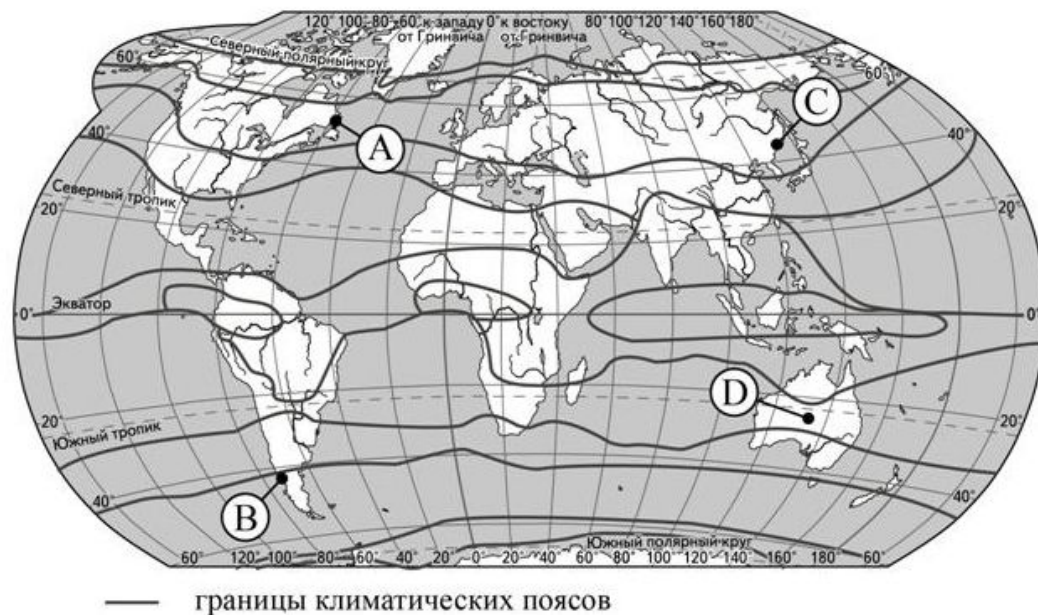 120° 100° 80° 60° к западу 0° к востоку 80° 100° 120° 140° 160° 180°
от Гринвича от Гринвича
Северный полярный круг
60° 60°
40° A C 40°
Северный тропик
20° 20°
Экватор
0° 0°
D
20° 20°
Южный тропик
40° B 40°
Южный полярный круг
60° 120° 100° 80° 60° 40° 20° 0° 20° 40° 60° 80° 100° 120° 140° 180° 60°
границы климатических поясов